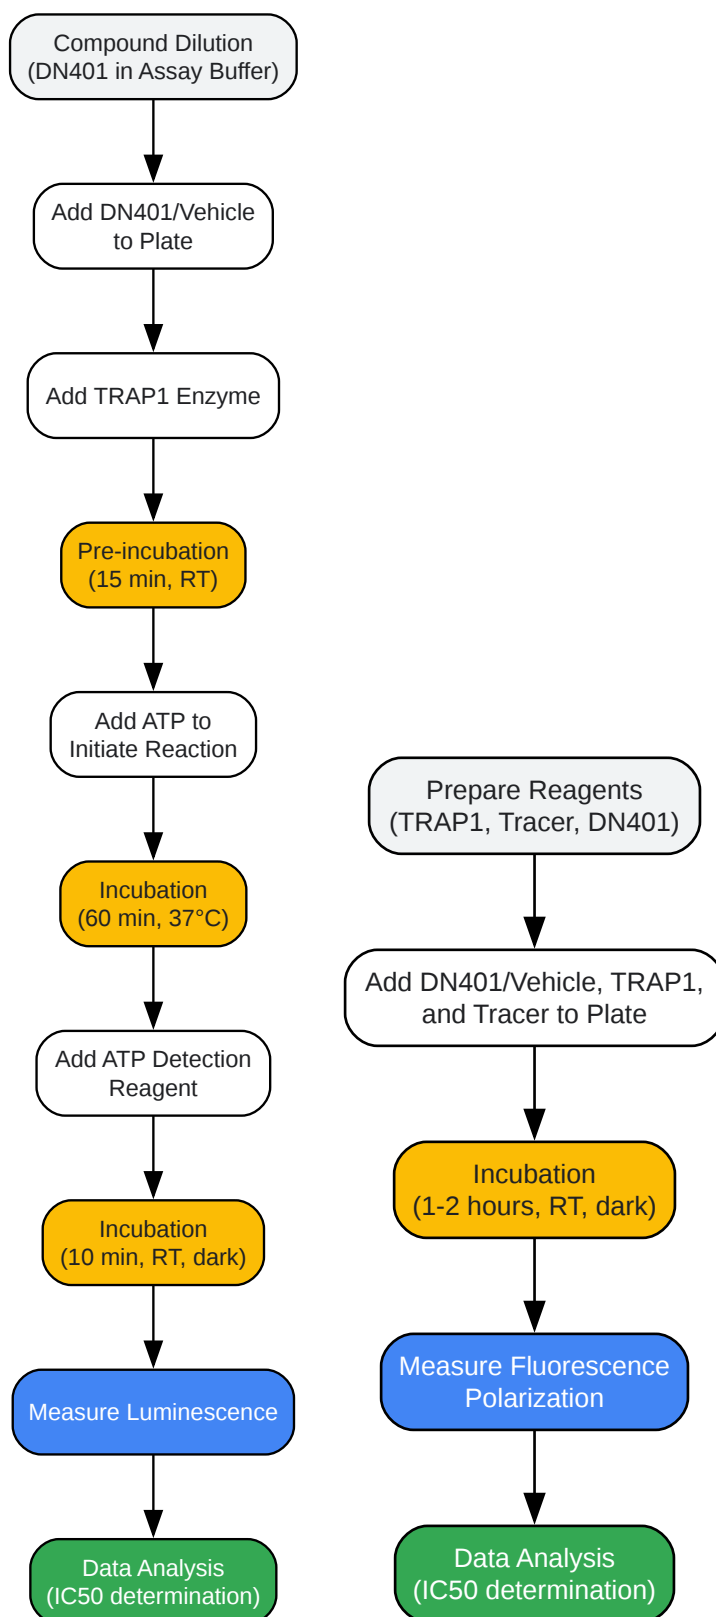 Compound Dilution
(DN401 in Assay Buffer)
Add DN401/Vehicle
to Plate
Add TRAP1 Enzyme
Pre-incubation
(15 min, RT)
Add ATP to
Initiate Reaction
Incubation
(60 min, 37°C)
Add ATP Detection
Reagent
Incubation
(10 min, RT, dark)
Measure Luminescence
Data Analysis
(IC50 determination)
Prepare Reagents
(TRAP1, Tracer, DN401)
Add DN401/Vehicle, TRAP1,
and Tracer to Plate
Incubation
(1-2 hours, RT, dark)
Measure Fluorescence
Polarization
Data Analysis
(IC50 determination)